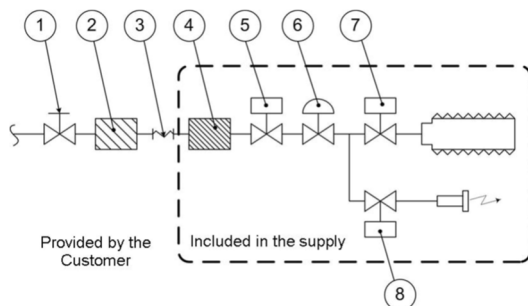 1 2 3 4 5 6 7
Provided by the
Customer
Included in the supply
8